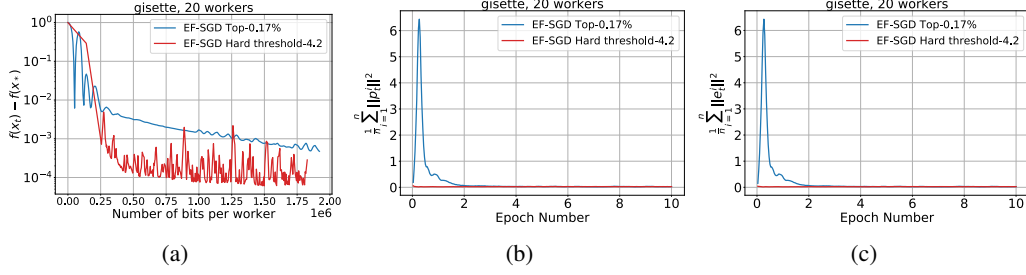 gisette, 20 workers
EF-SGD Top-0.17%
EF-SGD Hard threshold-4.2
f(x_t) − f(x_*)
10^0
10^{-1}
10^{-2}
10^{-3}
10^{-4}
0.00 0.25 0.50 0.75 1.00 1.25 1.50 1.75 2.00
Number of bits per worker 1e6
(a)
gisette, 20 workers
EF-SGD Top-0.17%
EF-SGD Hard threshold-4.2
\frac{1}{n}\sum_{i=1}^{n}||p_t^i||^2
6
5
4
3
2
1
0
0 2 4 6 8 10
Epoch Number
(b)
gisette, 20 workers
EF-SGD Top-0.17%
EF-SGD Hard threshold-4.2
\frac{1}{n}\sum_{i=1}^{n}||e_t^i||^2
6
5
4
3
2
1
0
0 2 4 6 8 10
Epoch Number
(c)